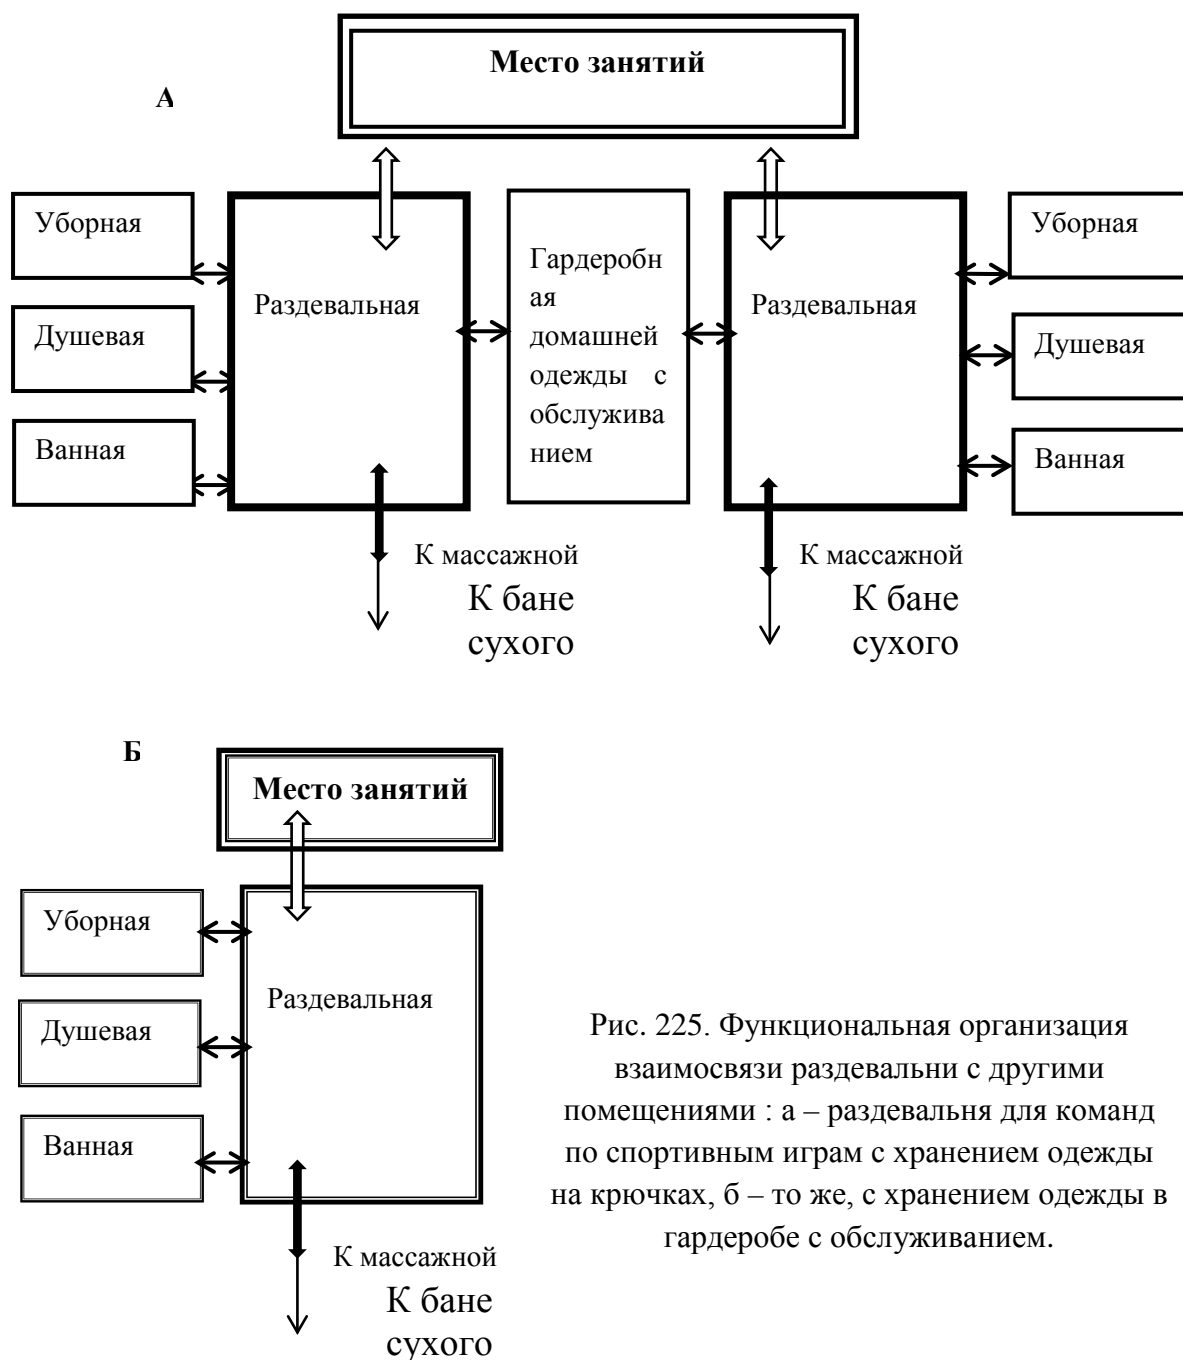 Место занятий
А
Уборная
Душевая
Ванная
Раздевальная
Гардеробн
ая
домашней
одежды с
обслужива
нием
Раздевальная
Уборная
Душевая
Ванная
К массажной
К бане
сухого
К массажной
К бане
сухого
Б
Место занятий
Уборная
Душевая
Ванная
Раздевальная
К массажной
К бане
сухого
Рис. 225. Функциональная организация
взаимосвязи раздевальни с другими
помещениями : а – раздевальня для команд
по спортивным играм с хранением одежды
на крючках, б – то же, с хранением одежды в
гардеробе с обслуживанием.